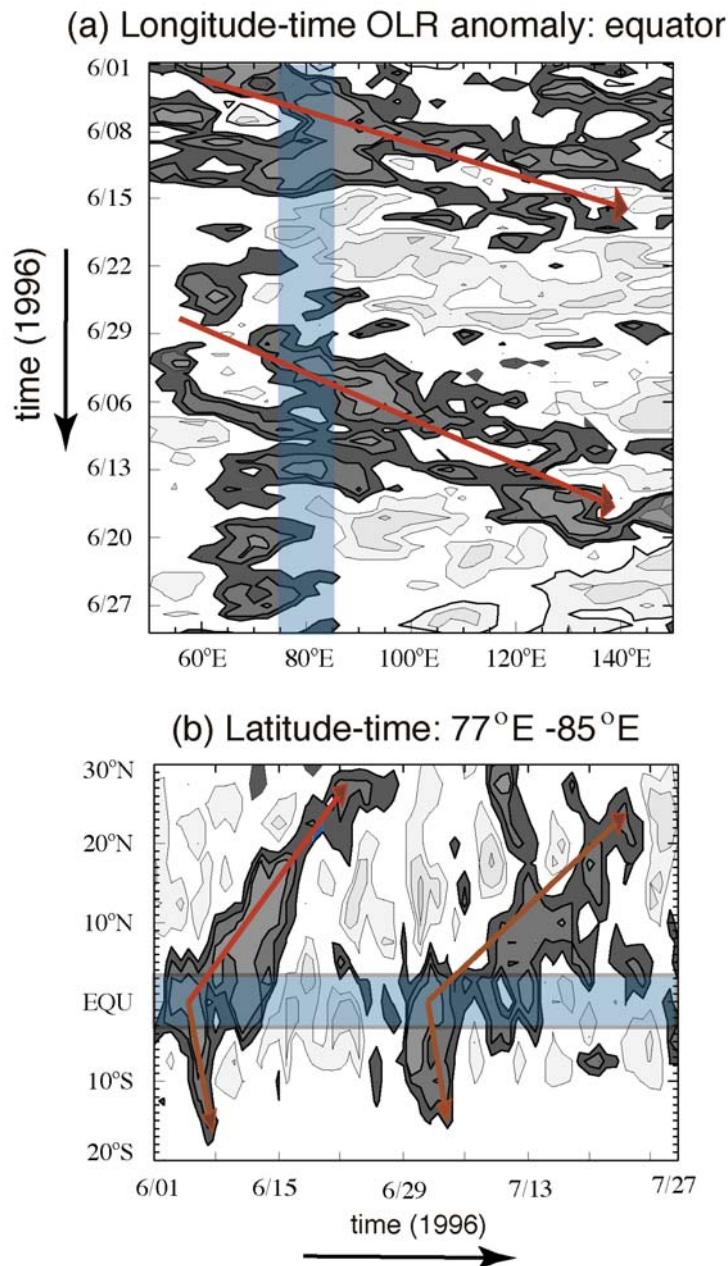 (a) Longitude-time OLR anomaly: equator
6/01
6/08
6/15
6/22
6/29
6/06
6/13
6/20
6/27
time (1996)
60°E 80°E 100°E 120°E 140°E
(b) Latitude-time: 77°E -85°E
30°N
20°N
10°N
EQU
10°S
20°S
6/01 6/15 6/29 7/13 7/27
time (1996)